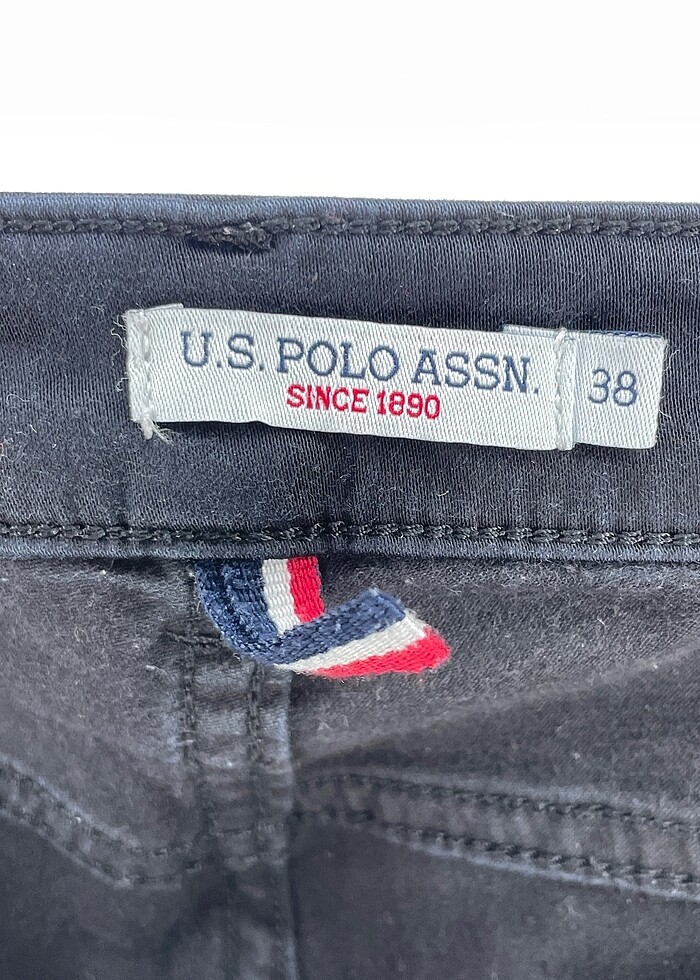 U.S. POLO ASSN.
SINCE 1890
38